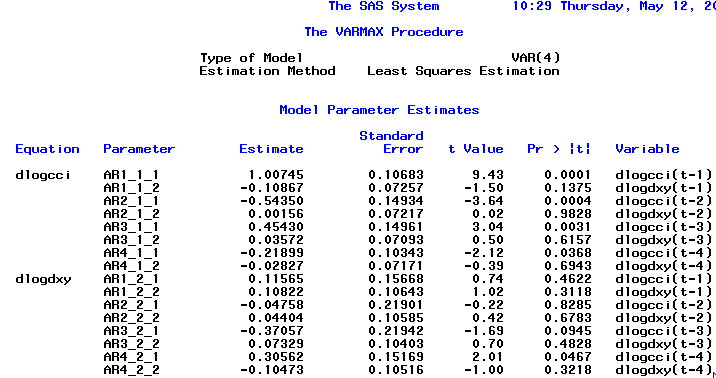 The SAS System 10:29 Thursday, May 12, 20
The VARMAX Procedure
Type of Model VAR(4)
Estimation Method Least Squares Estimation
Model Parameter Estimates
Standard
Equation Parameter Estimate Error t Value Pr > |t| Variable
dlogcci AR1_1_1 1.00745 0.10683 9.43 0.0001 dlogcci(t-1)
AR1_1_2 -0.10867 0.07257 -1.50 0.1375 dlogdxy(t-1)
AR2_1_1 -0.54350 0.14934 -3.64 0.0004 dlogcci(t-2)
AR2_1_2 0.00156 0.07217 0.02 0.9828 dlogdxy(t-2)
AR3_1_1 0.45430 0.14961 3.04 0.0031 dlogcci(t-3)
AR3_1_2 0.03572 0.07093 0.50 0.6157 dlogdxy(t-3)
AR4_1_1 -0.21899 0.10343 -2.12 0.0368 dlogcci(t-4)
AR4_1_2 -0.02827 0.07171 -0.39 0.6943 dlogdxy(t-4)
dlogdxy AR1_2_1 0.11565 0.15668 0.74 0.4622 dlogcci(t-1)
AR1_2_2 0.10822 0.10643 1.02 0.3118 dlogdxy(t-1)
AR2_2_1 -0.04758 0.21901 -0.22 0.8285 dlogcci(t-2)
AR2_2_2 0.04404 0.10585 0.42 0.6783 dlogdxy(t-2)
AR3_2_1 -0.37057 0.21942 -1.69 0.0945 dlogcci(t-3)
AR3_2_2 0.07329 0.10403 0.70 0.4828 dlogdxy(t-3)
AR4_2_1 0.30562 0.15169 2.01 0.0467 dlogcci(t-4)
AR4_2_2 -0.10473 0.10516 -1.00 0.3218 dlogdxy(t-4)